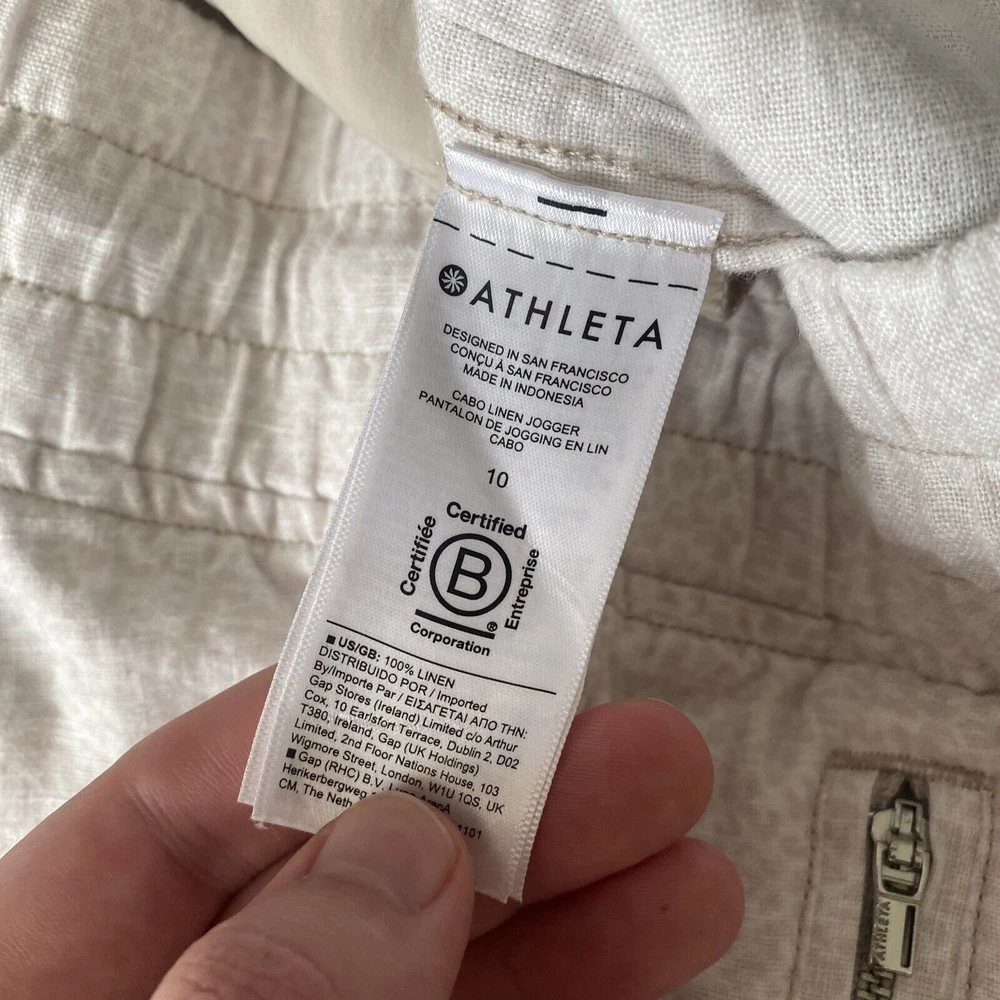 ATHLETA
DESIGNED IN SAN FRANCISCO
CONÇU À SAN FRANCISCO
MADE IN INDONESIA
CABO LINEN JOGGER
PANTALON DE JOGGING EN LIN
CABO
10
Certified
Certifiée
B
Entreprise
®
Corporation
■ US/GB: 100% LINEN
DISTRIBUIDO POR / Imported
By/Importe Par / ΕΙΣΑΓΕΤΑΙ ΑΠΟ ΤΗΝ:
Gap Stores (Ireland) Limited c/o Arthur
Cox, 10 Earlsfort Terrace, Dublin 2, D02
T380, Ireland, Gap (UK Holdings)
Limited, 2nd Floor Nations House, 103
Wigmore Street, London, W1U 1QS, UK
■ Gap (RHC) B.V.
Herikerbergweg 1101
CM, The
ATHLETA